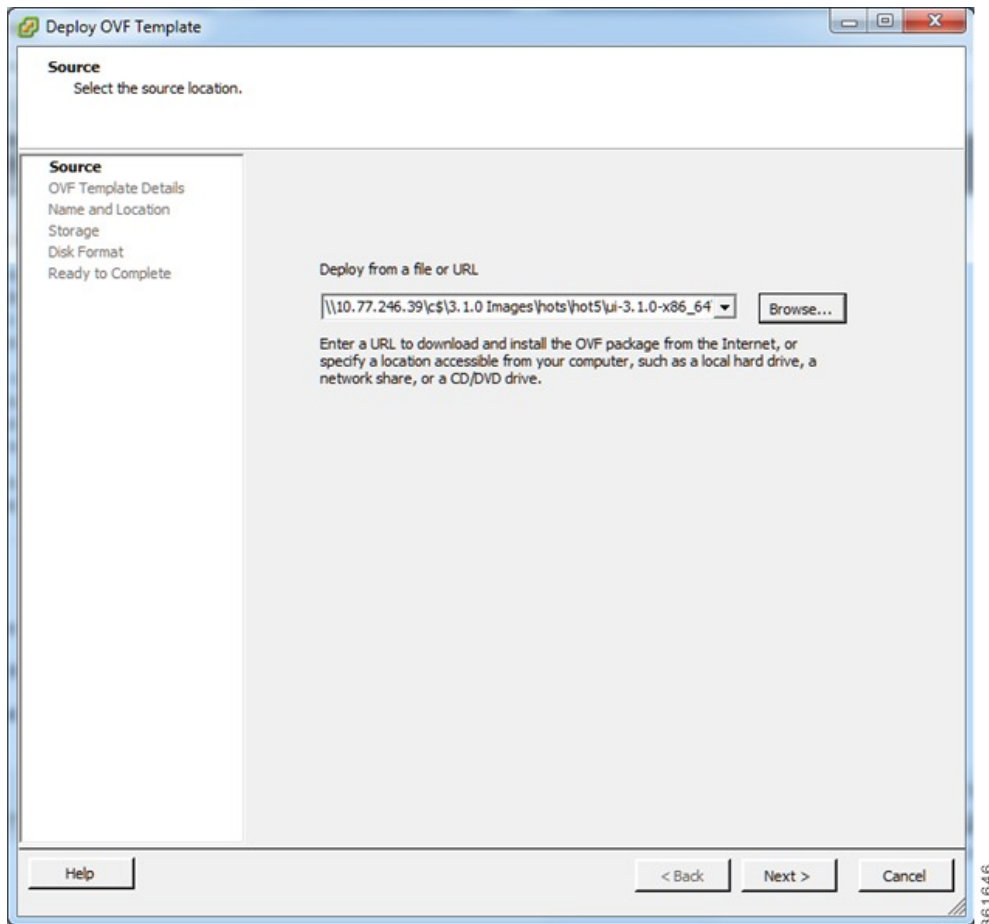 Deploy OVF Template
Source
Select the source location.
Source
OVF Template Details
Name and Location
Storage
Disk Format
Ready to Complete
Deploy from a file or URL
\\10.77.246.39\c$\3.1.0 Images\hots\hot5\ui-3.1.0-x86_64
Browse...
Enter a URL to download and install the OVF package from the Internet, or
specify a location accessible from your computer, such as a local hard drive, a
network share, or a CD/DVD drive.
Help
< Back
Next >
Cancel
361646